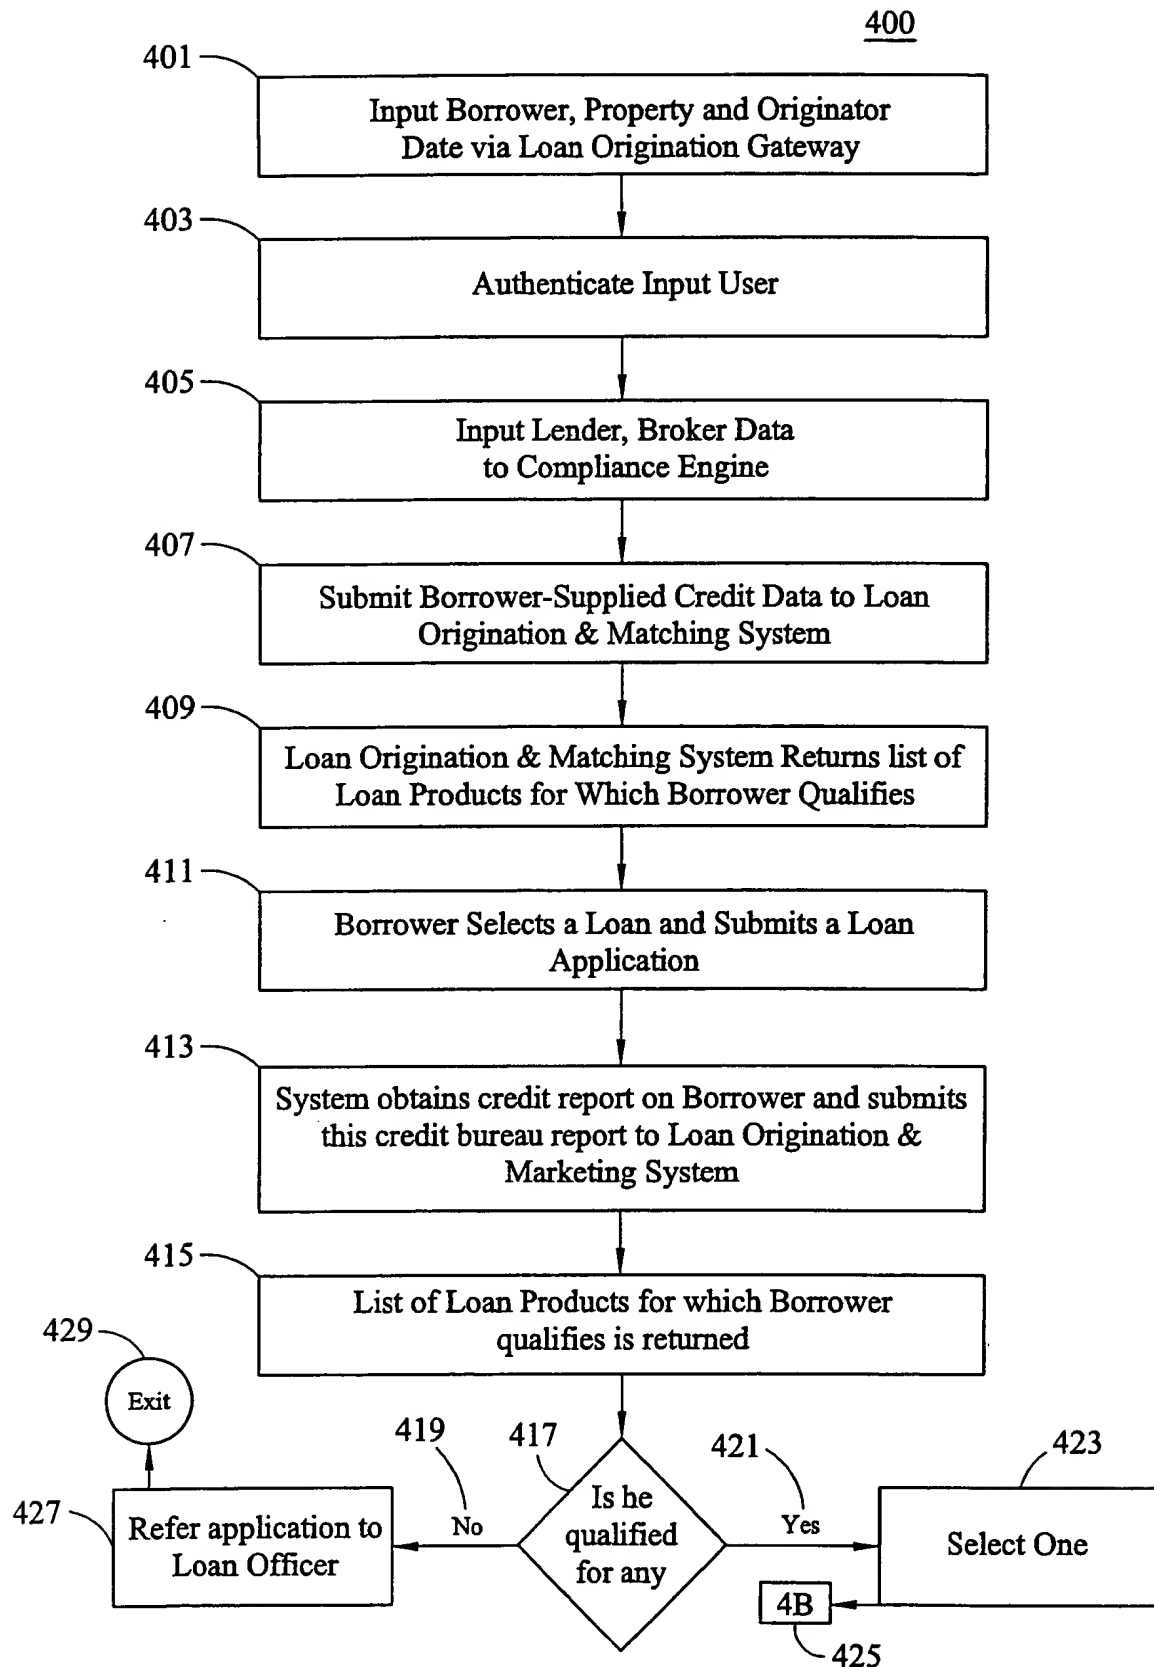 400
401
Input Borrower, Property and Originator
Date via Loan Origination Gateway
403
Authenticate Input User
405
Input Lender, Broker Data
to Compliance Engine
407
Submit Borrower-Supplied Credit Data to Loan
Origination & Matching System
409
Loan Origination & Matching System Returns list of
Loan Products for Which Borrower Qualifies
411
Borrower Selects a Loan and Submits a Loan
Application
413
System obtains credit report on Borrower and submits
this credit bureau report to Loan Origination &
Marketing System
415
List of Loan Products for which Borrower
qualifies is returned
429
Exit
419
417
421
423
427
Refer application to
Loan Officer
No
Is he
qualified
for any
Yes
Select One
4B
425